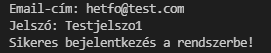 Email-cím: hetfo@test.com
Jelszó: Testjelszo1
Sikeres bejelentkezés a rendszerbe!